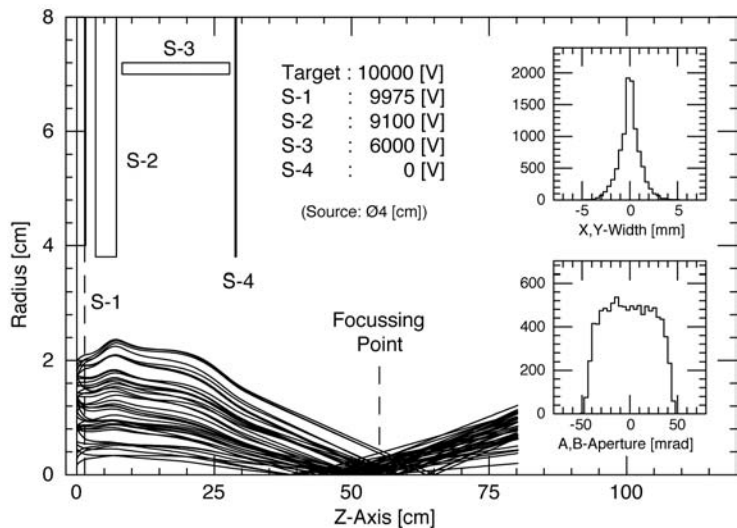 8
6
4
2
0
Radius [cm]
0
25
50
75
100
Z-Axis [cm]
S-3
S-2
S-1
S-4
Target : 10000 [V]
S-1 : 9975 [V]
S-2 : 9100 [V]
S-3 : 6000 [V]
S-4 : 0 [V]
(Source: Ø4 [cm])
Focussing
Point
2000
1500
1000
500
0
-5
0
5
X,Y-Width [mm]
600
400
200
0
-50
0
50
A,B-Aperture [mrad]